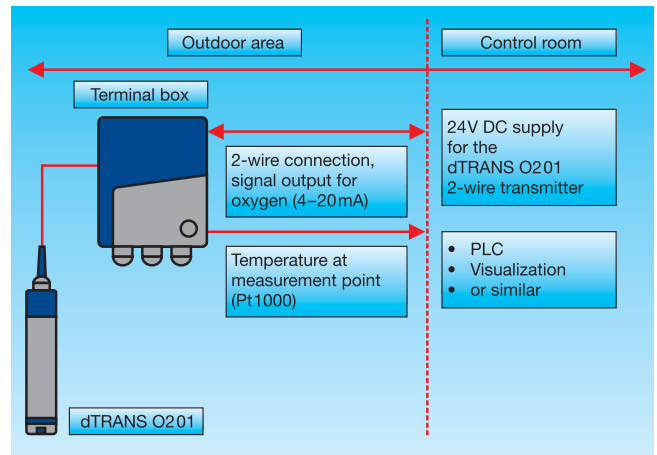 Outdoor area
Control room
Terminal box
2-wire connection,
signal output for
oxygen (4–20mA)
24V DC supply
for the
dTRANS O201
2-wire transmitter
Temperature at
measurement point
(Pt1000)
• PLC
• Visualization
• or similar
dTRANS O201